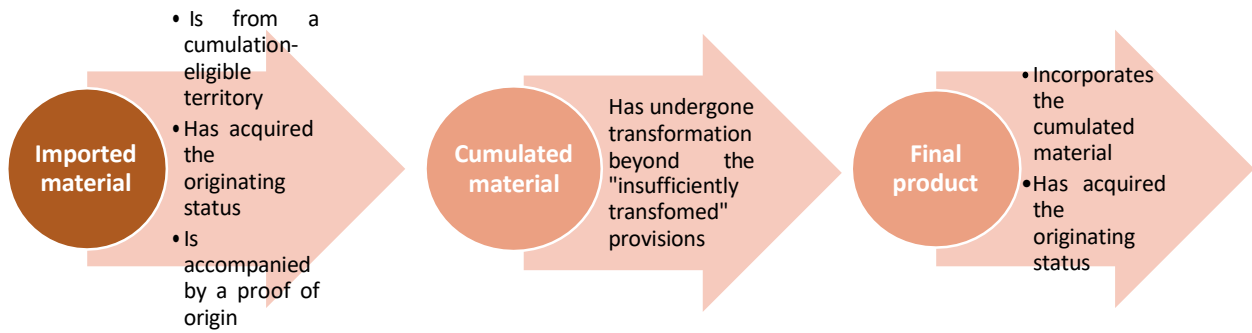 Imported
material
• Is from a
cumulation-
eligible
territory
• Has acquired
the
originating
status
• Is
accompanied
by a proof of
origin
Cumulated
material
Has undergone
transformation
beyond the
"insufficiently
transfomed"
provisions
Final
product
• Incorporates
the
cumulated
material
• Has acquired
the
originating
status